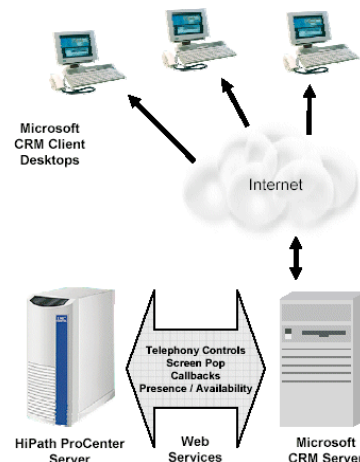 Microsoft
CRM Client
Desktops
Internet
Telephony Controls
Screen Pop
Callbacks
Presence / Availability
HiPath ProCenter
Server
Web
Services
Microsoft
CRM Server